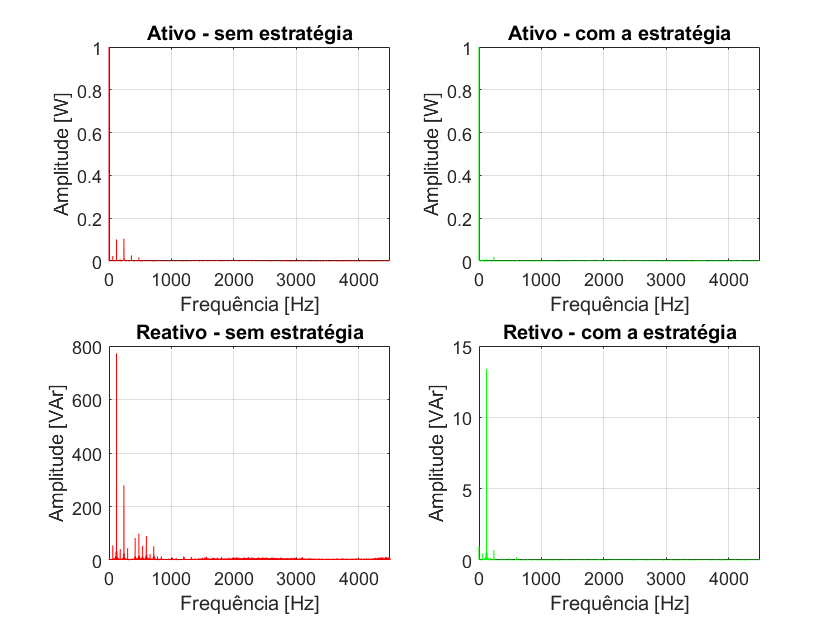 Ativo - sem estratégia
1
0.8
0.6
0.4
0.2
0
Amplitude [W]
0 1000 2000 3000 4000
Frequência [Hz]
Ativo - com a estratégia
1
0.8
0.6
0.4
0.2
0
Amplitude [W]
0 1000 2000 3000 4000
Frequência [Hz]
Reativo - sem estratégia
800
600
400
200
0
Amplitude [VAr]
0 1000 2000 3000 4000
Frequência [Hz]
Retivo - com a estratégia
15
10
5
0
Amplitude [VAr]
0 1000 2000 3000 4000
Frequência [Hz]